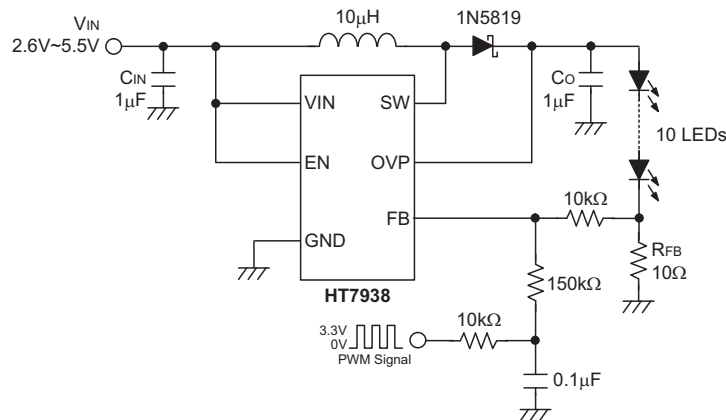 10μH
1N5819
VIN
2.6V~5.5V
CIN
1μF
VIN
SW
CO
1μF
10 LEDs
EN
OVP
10kΩ
FB
GND
RFB
10Ω
150kΩ
HT7938
10kΩ
3.3V
0V
PWM Signal
0.1μF